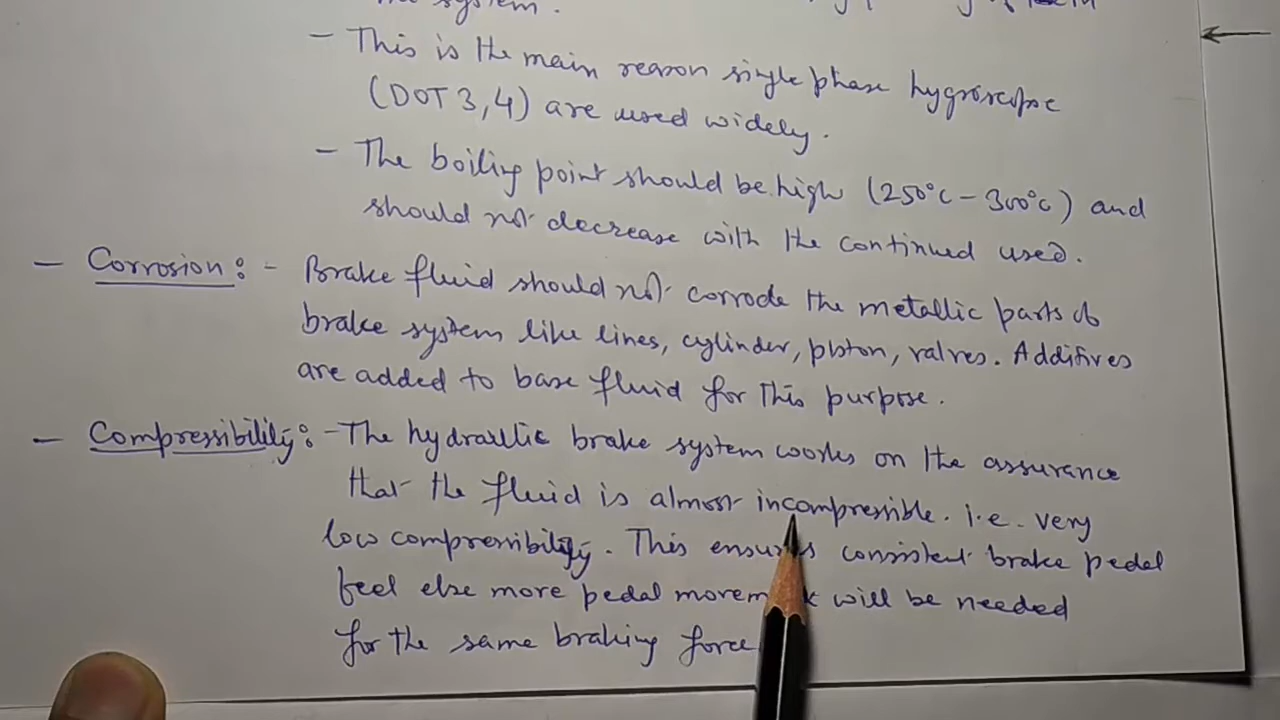 the system.
- This is the main reason single phase hygroscopic
(DOT 3,4) are used widely.
- The boiling point should be high (250°C - 300°C) and
should not decrease with the continued used.
- Corrosion:- Brake fluid should not corrode the metallic parts of
brake system like lines, cylinder, piston, valves. Additives
are added to base fluid for this purpose.
- Compressibility:- The hydraulic brake system works on the assurance
that the fluid is almost incompressible. i.e. very
low compressibility. This ensures consistent brake pedal
feel else more pedal movement will be needed
for the same braking force